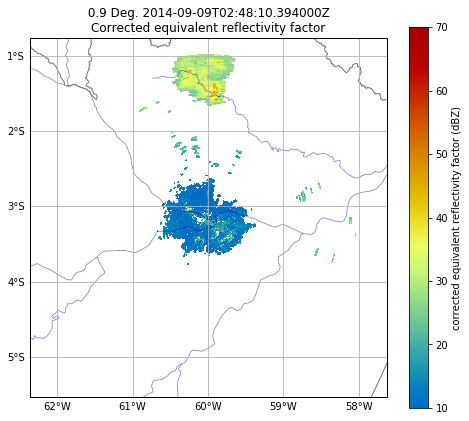 0.9 Deg. 2014-09-09T02:48:10.394000Z
Corrected equivalent reflectivity factor
1°S
2°S
3°S
4°S
5°S
62°W
61°W
60°W
59°W
58°W
70
60
50
40
30
20
10
corrected equivalent reflectivity factor (dBZ)